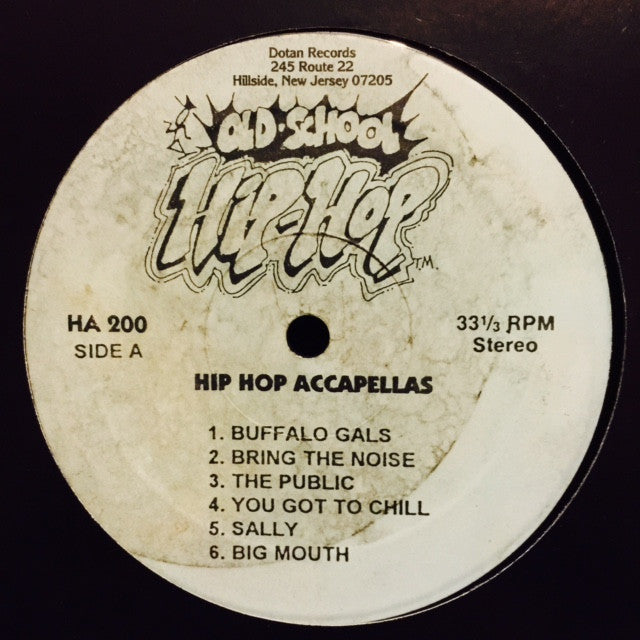 Dotan Records
245 Route 22
Hillside, New Jersey 07205
OLD-SCHOOL
HIP-HOP
TM.
HA 200
SIDE A
33 1/3 RPM
Stereo
HIP HOP ACCAPELLAS
1. BUFFALO GALS
2. BRING THE NOISE
3. THE PUBLIC
4. YOU GOT TO CHILL
5. SALLY
6. BIG MOUTH